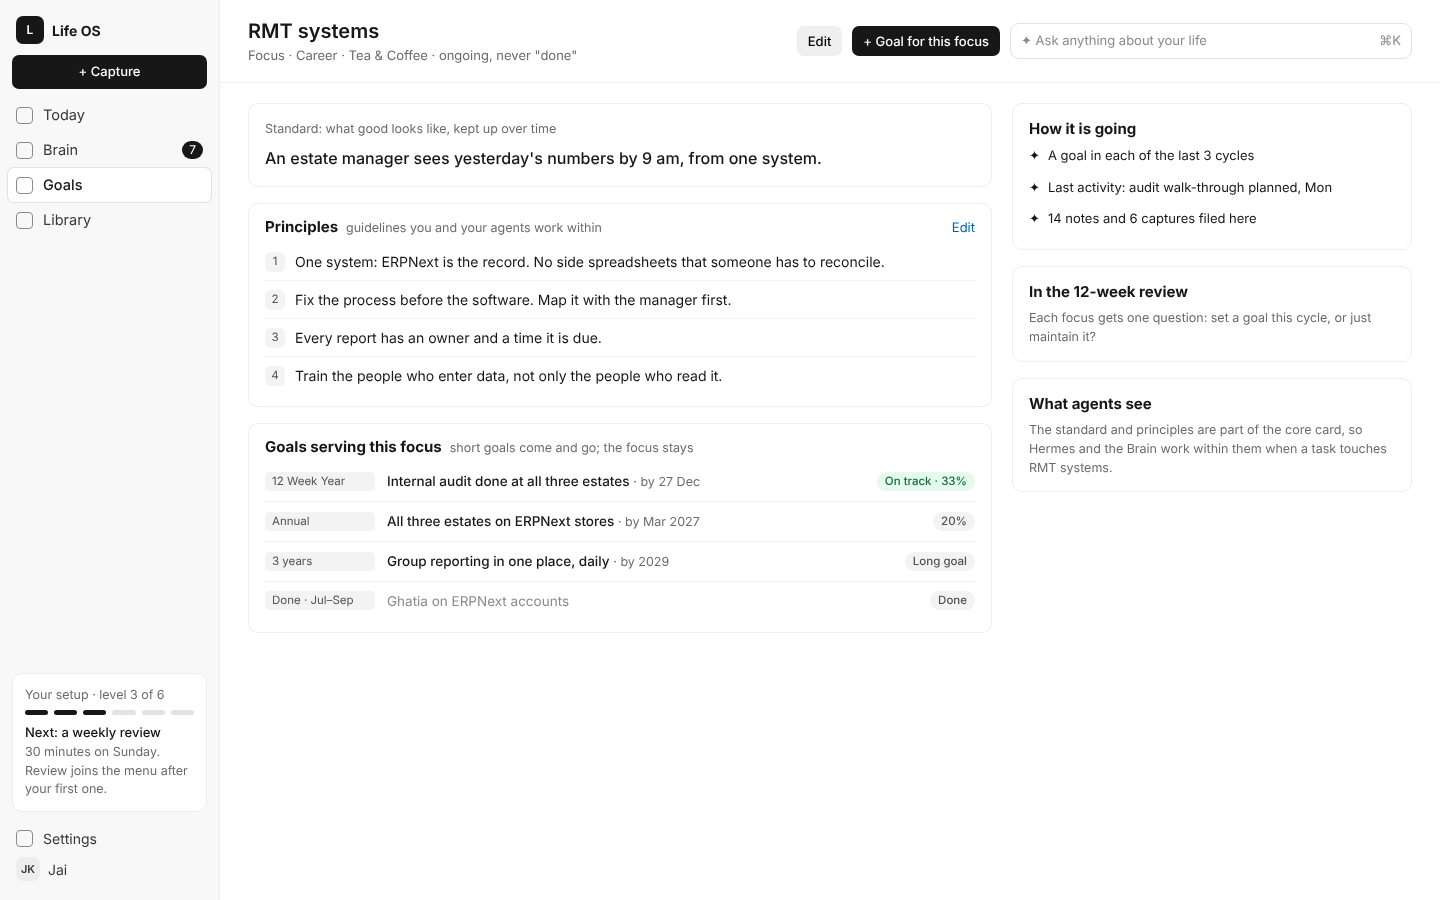 L Life OS
+ Capture
Today
Brain 7
Goals
Library
Your setup · level 3 of 6
Next: a weekly review
30 minutes on Sunday.
Review joins the menu after
your first one.
Settings
JK Jai
RMT systems
Focus · Career · Tea & Coffee · ongoing, never "done"
Edit
+ Goal for this focus
✦ Ask anything about your life ⌘K
Standard: what good looks like, kept up over time
An estate manager sees yesterday's numbers by 9 am, from one system.
Principles guidelines you and your agents work within Edit
1 One system: ERPNext is the record. No side spreadsheets that someone has to reconcile.
2 Fix the process before the software. Map it with the manager first.
3 Every report has an owner and a time it is due.
4 Train the people who enter data, not only the people who read it.
Goals serving this focus short goals come and go; the focus stays
12 Week Year Internal audit done at all three estates · by 27 Dec On track · 33%
Annual All three estates on ERPNext stores · by Mar 2027 20%
3 years Group reporting in one place, daily · by 2029 Long goal
Done · Jul–Sep Ghatia on ERPNext accounts Done
How it is going
✦ A goal in each of the last 3 cycles
✦ Last activity: audit walk-through planned, Mon
✦ 14 notes and 6 captures filed here
In the 12-week review
Each focus gets one question: set a goal this cycle, or just
maintain it?
What agents see
The standard and principles are part of the core card, so
Hermes and the Brain work within them when a task touches
RMT systems.